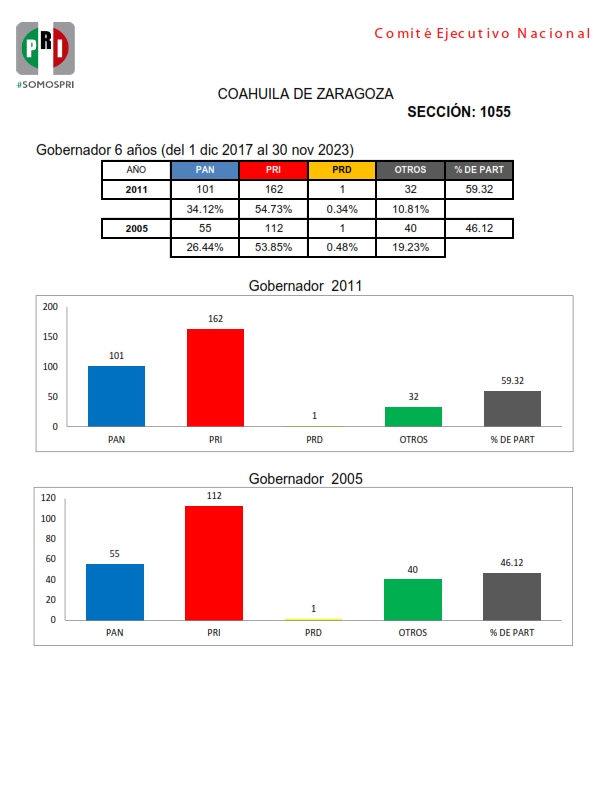 Comité Ejecutivo Nacional
PRI
#SOMOSPRI
COAHUILA DE ZARAGOZA
SECCIÓN: 1055
Gobernador 6 años (del 1 dic 2017 al 30 nov 2023)
AÑO PAN PRI PRD OTROS % DE PART
2011 101 162 1 32 59.32
34.12% 54.73% 0.34% 10.81%
2005 55 112 1 40 46.12
26.44% 53.85% 0.48% 19.23%
Gobernador 2011
200
150
100
50
0
101
162
1
32
59.32
PAN PRI PRD OTROS % DE PART
Gobernador 2005
120
100
80
60
40
20
0
55
112
1
40
46.12
PAN PRI PRD OTROS % DE PART